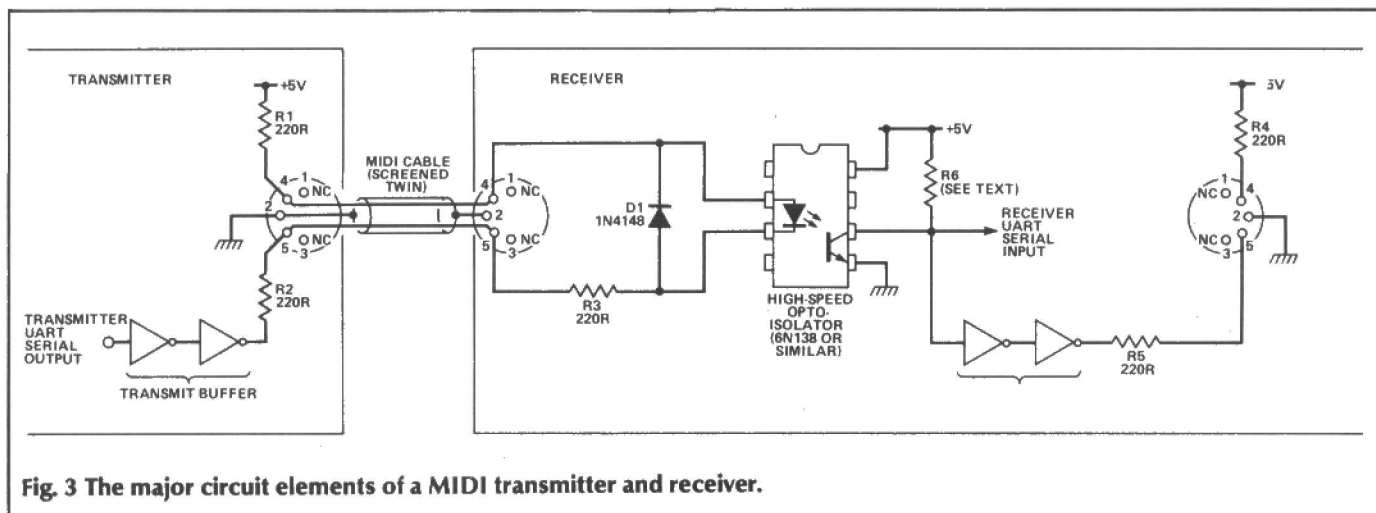 TRANSMITTER
+5V
R1
220R
4
1
NC
2
NC
5
3
R2
220R
TRANSMITTER
UART
SERIAL
OUTPUT
TRANSMIT BUFFER
MIDI CABLE
(SCREENED
TWIN)
RECEIVER
4
1
NC
2
NC
5
3
D1
1N4148
R3
220R
HIGH-SPEED
OPTO-
ISOLATOR
(6N138 OR
SIMILAR)
+5V
R6
(SEE TEXT)
RECEIVER
UART
SERIAL
INPUT
R5
220R
5V
R4
220R
1
4
NC
2
NC
3
5
Fig. 3 The major circuit elements of a MIDI transmitter and receiver.